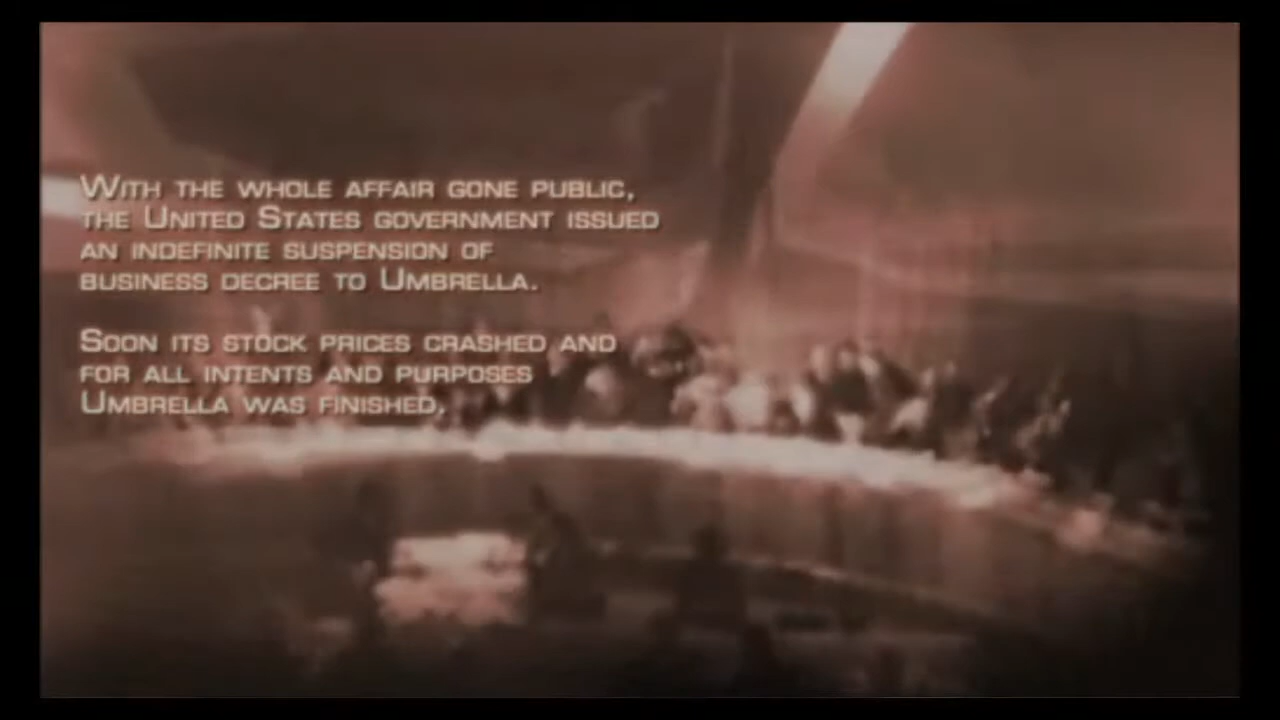 With the whole affair gone public,
the United States government issued
an indefinite suspension of
business decree to Umbrella.
Soon its stock prices crashed and
for all intents and purposes
Umbrella was finished.